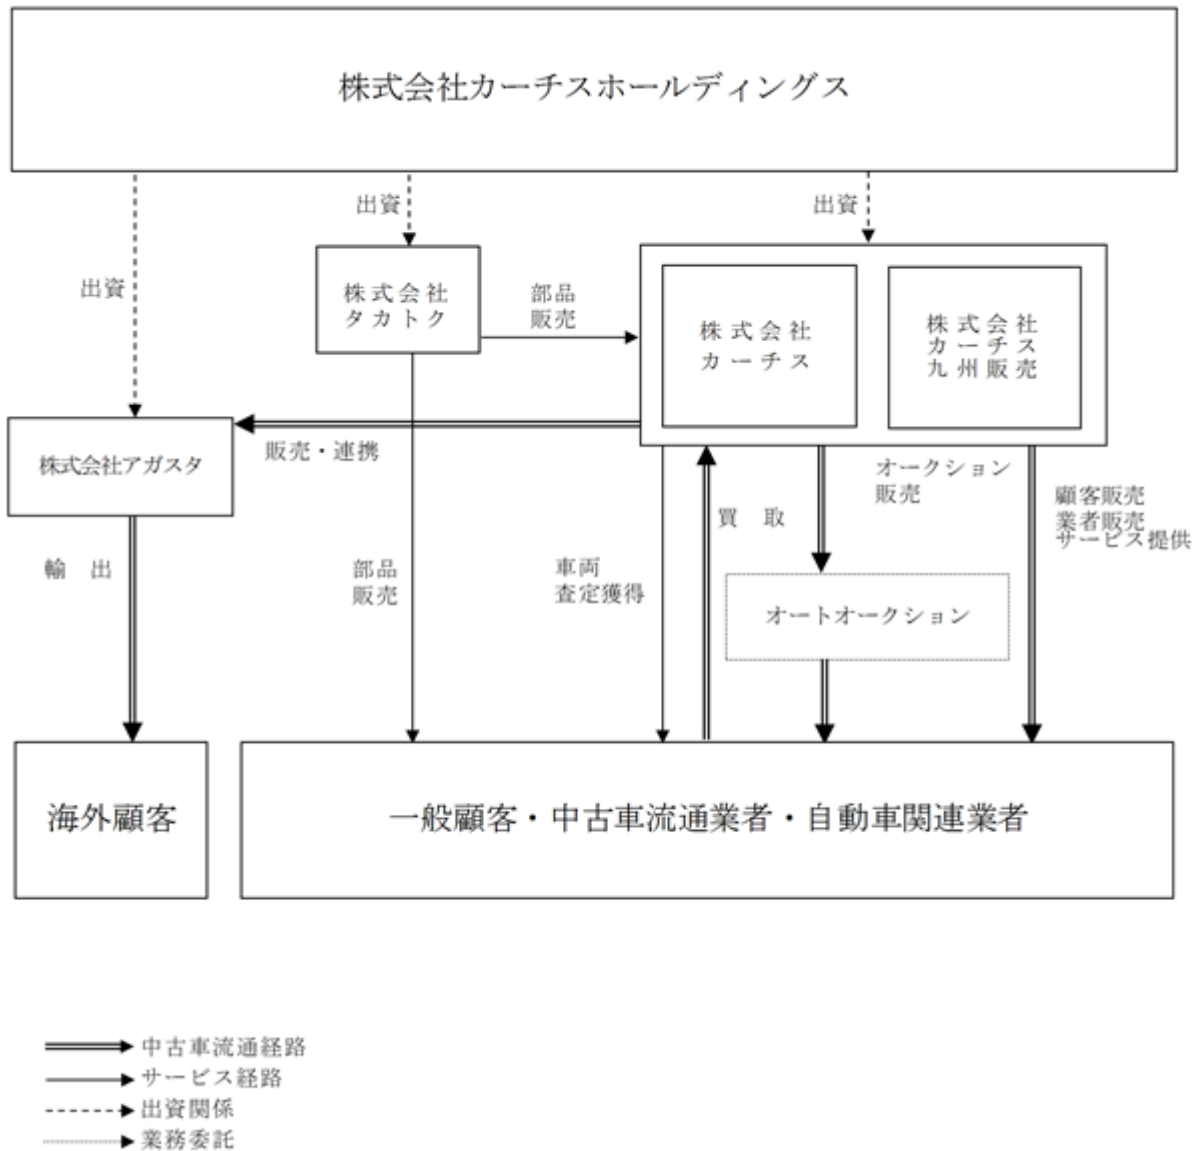 株式会社カーチスホールディングス
出資
出資
出資
株式会社
タカトク
部品
販売
株式会社
カーチス
株式会社
カーチス
九州販売
株式会社アガスタ
販売・連携
輸出
部品
販売
車両
査定獲得
買取
オークション
販売
顧客販売
業者販売
サービス提供
オートオークション
海外顧客
一般顧客・中古車流通業者・自動車関連業者
中古車流通経路
サービス経路
出資関係
業務委託